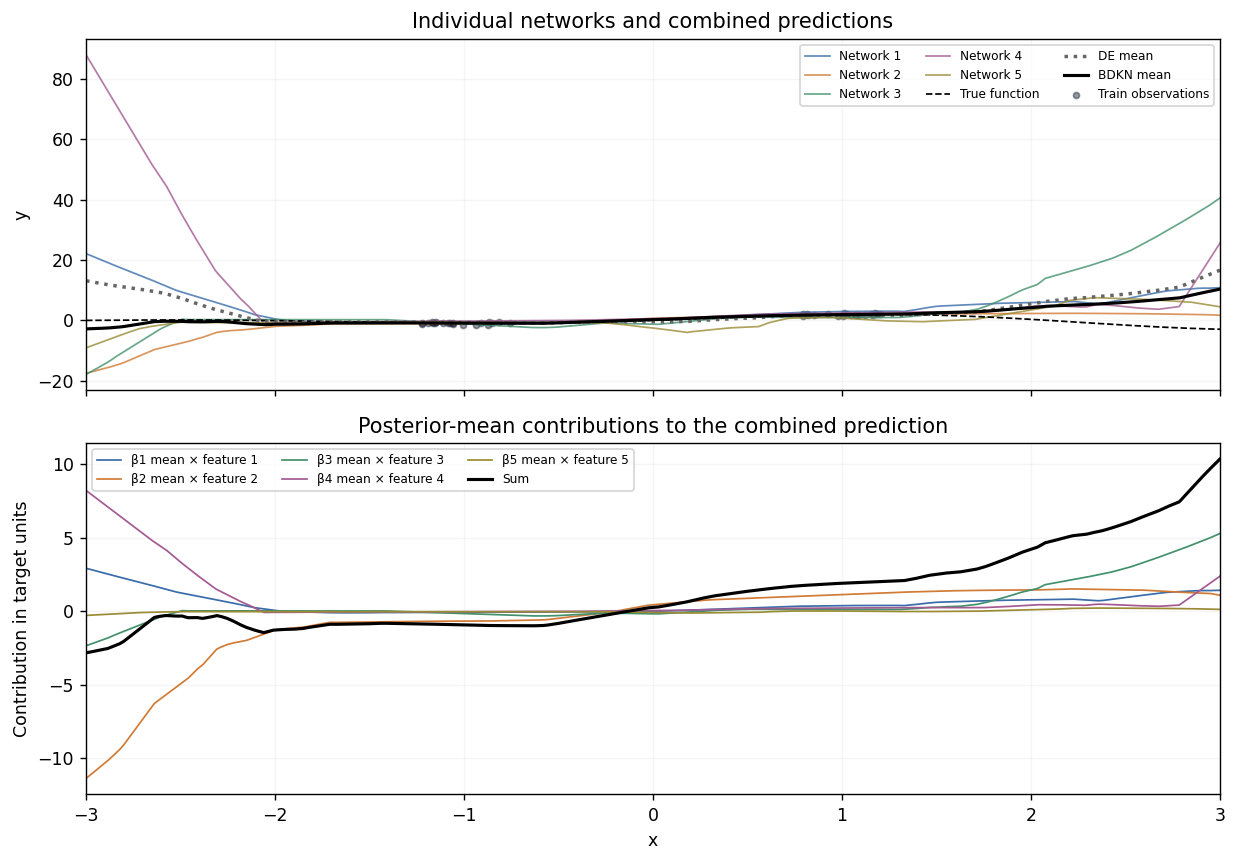 Individual networks and combined predictions
y
80
60
40
20
0
−20
Network 1
Network 2
Network 3
Network 4
Network 5
True function
DE mean
BDKN mean
Train observations
Posterior-mean contributions to the combined prediction
Contribution in target units
10
5
0
−5
−10
β1 mean × feature 1
β2 mean × feature 2
β3 mean × feature 3
β4 mean × feature 4
β5 mean × feature 5
Sum
−3
−2
−1
0
1
2
3
x